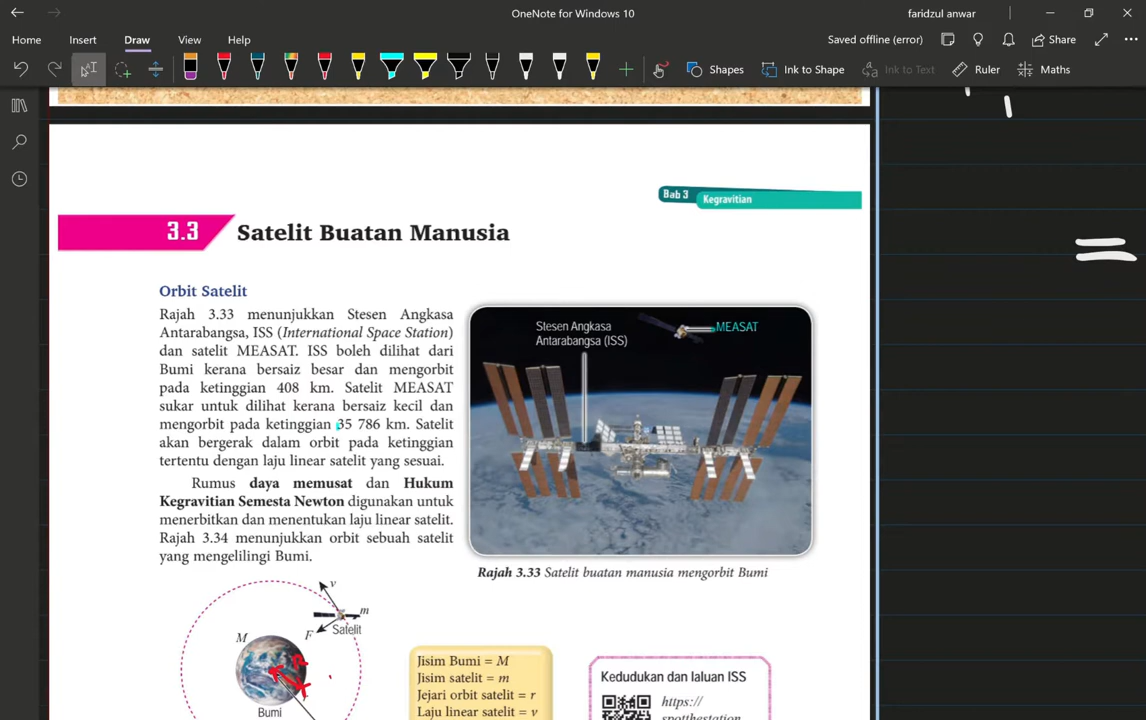 OneNote for Windows 10
faridzul anwar
Home
Insert
Draw
View
Help
Saved offline (error)
Share
Shapes
Ink to Shape
Ink to Text
Ruler
Maths
Bab 3
Kegravitian
3.3
Satelit Buatan Manusia
Orbit Satelit
Rajah 3.33 menunjukkan Stesen Angkasa
Antarabangsa, ISS (International Space Station)
dan satelit MEASAT. ISS boleh dilihat dari
Bumi kerana bersaiz besar dan mengorbit
pada ketinggian 408 km. Satelit MEASAT
sukar untuk dilihat kerana bersaiz kecil dan
mengorbit pada ketinggian 35 786 km. Satelit
akan bergerak dalam orbit pada ketinggian
tertentu dengan laju linear satelit yang sesuai.
Rumus daya memusat dan Hukum
Kegravitian Semesta Newton digunakan untuk
menerbitkan dan menentukan laju linear satelit.
Rajah 3.34 menunjukkan orbit sebuah satelit
yang mengelilingi Bumi.
Stesen Angkasa
Antarabangsa (ISS)
MEASAT
Rajah 3.33 Satelit buatan manusia mengorbit Bumi
v
m
F
Satelit
M
R
Bumi
Jisim Bumi = M
Jisim satelit = m
Jejari orbit satelit = r
Laju linear satelit = v
Kedudukan dan laluan ISS
https://
spotthestation
=